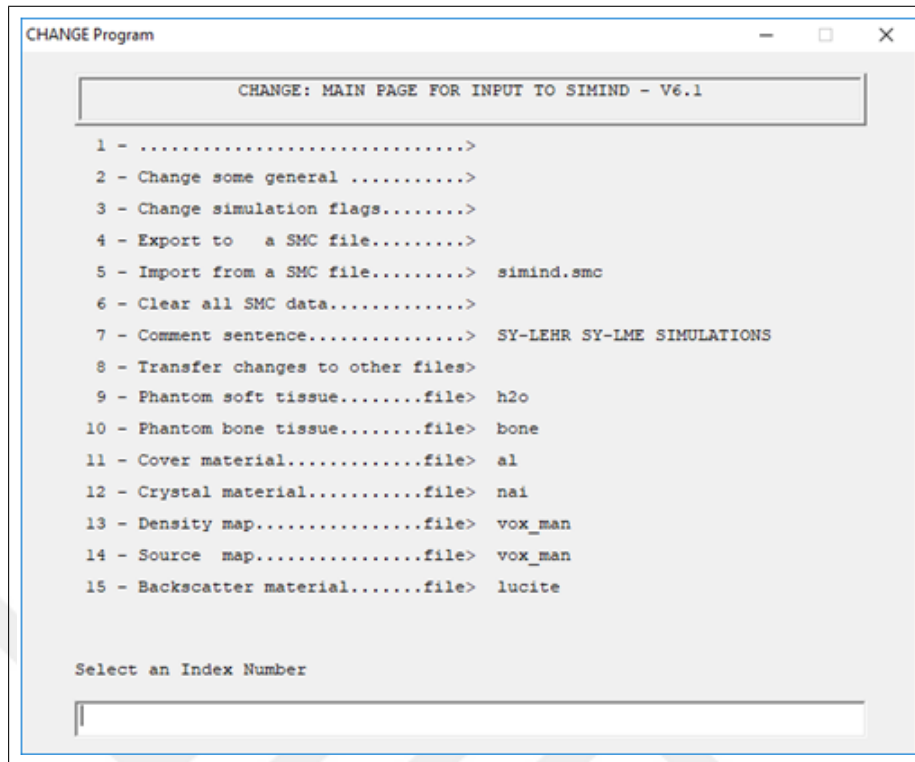 CHANGE Program
CHANGE: MAIN PAGE FOR INPUT TO SIMIND - V6.1
1 - ...............................>
2 - Change some general ...........>
3 - Change simulation flags........>
4 - Export to   a SMC file.........>
5 - Import from a SMC file.........>  simind.smc
6 - Clear all SMC data.............>
7 - Comment sentence...............>  SY-LEHR SY-LME SIMULATIONS
8 - Transfer changes to other files>
9 - Phantom soft tissue........file>  h2o
10 - Phantom bone tissue........file>  bone
11 - Cover material.............file>  al
12 - Crystal material...........file>  nai
13 - Density map................file>  vox_man
14 - Source  map................file>  vox_man
15 - Backscatter material.......file>  lucite
Select an Index Number